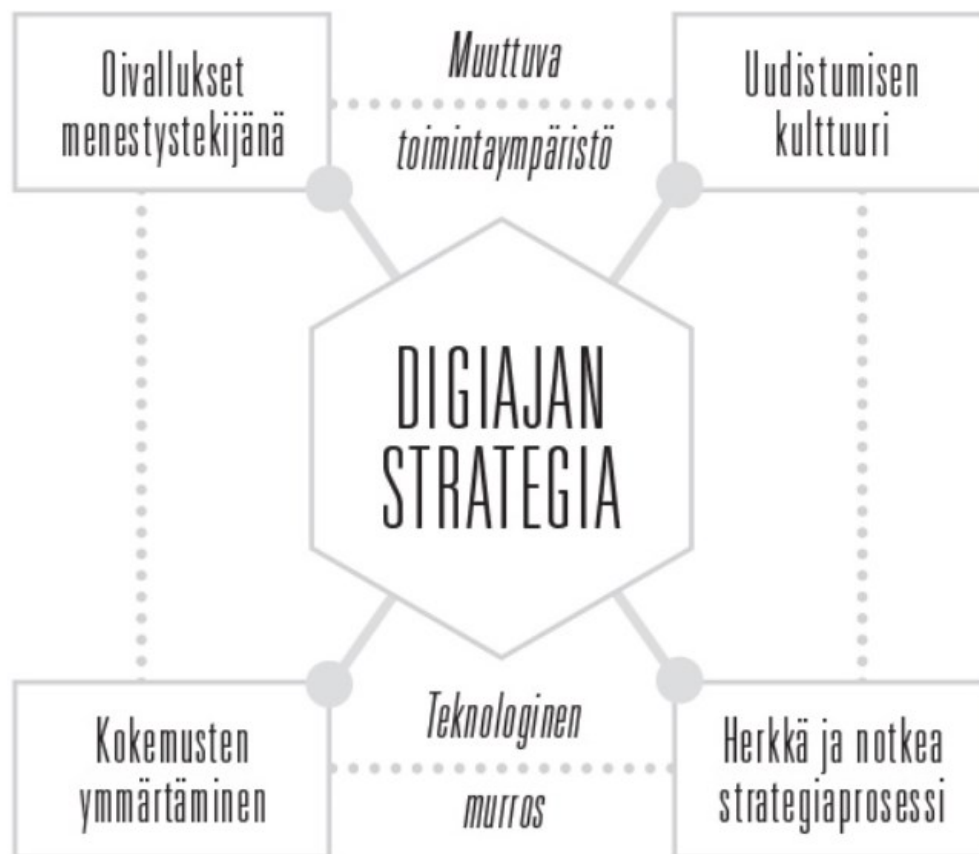 Oivallukset
menestystekijänä
Muuttuva
toimintaympäristö
Uudistumisen
kulttuuri
DIGIAJAN
STRATEGIA
Kokemusten
ymmärtäminen
Teknologinen
murros
Herkkä ja notkea
strategiaprosessi